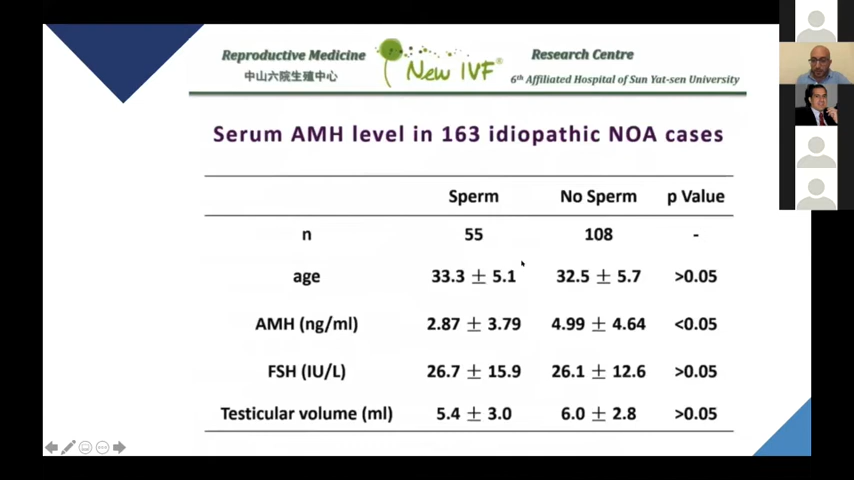 Reproductive Medicine New IVF® Research Centre
中山六院生殖中心 6th Affiliated Hospital of Sun Yat-sen University
Serum AMH level in 163 idiopathic NOA cases
Sperm No Sperm p Value
n 55 108 -
age 33.3 ± 5.1 32.5 ± 5.7 >0.05
AMH (ng/ml) 2.87 ± 3.79 4.99 ± 4.64 <0.05
FSH (IU/L) 26.7 ± 15.9 26.1 ± 12.6 >0.05
Testicular volume (ml) 5.4 ± 3.0 6.0 ± 2.8 >0.05